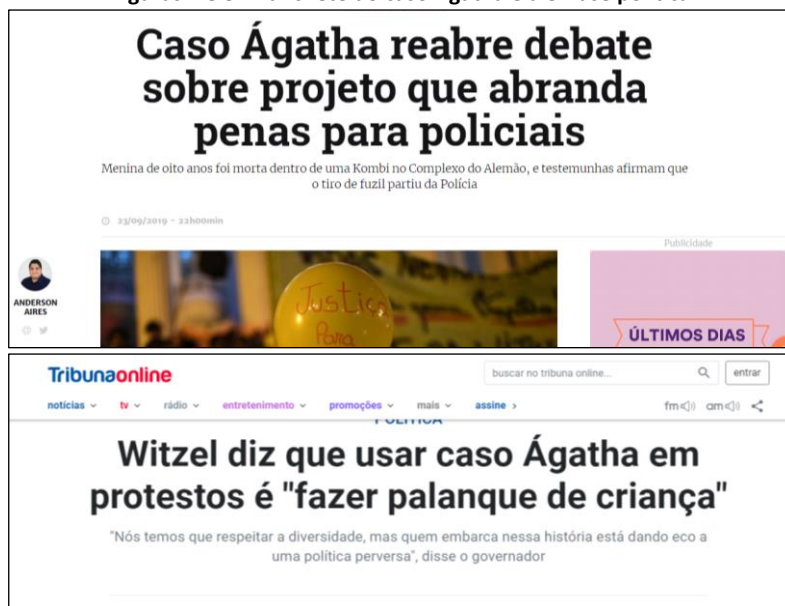 Caso Ágatha reabre debate
sobre projeto que abranda
penas para policiais
Menina de oito anos foi morta dentro de uma Kombi no Complexo do Alemão, e testemunhas afirmam que
o tiro de fuzil partiu da Polícia
23/09/2019 - 22h00min
Publicidade
ANDERSON
AIRES
Justiça
Para
ÚLTIMOS DIAS
Tribunaonline
buscar no tribuna online...
entrar
notícias
tv
rádio
entretenimento
promoções
mais
assine >
fm
am
POLÍTICA
Witzel diz que usar caso Ágatha em
protestos é "fazer palanque de criança"
"Nós temos que respeitar a diversidade, mas quem embarca nessa história está dando eco a
uma política perversa", disse o governador